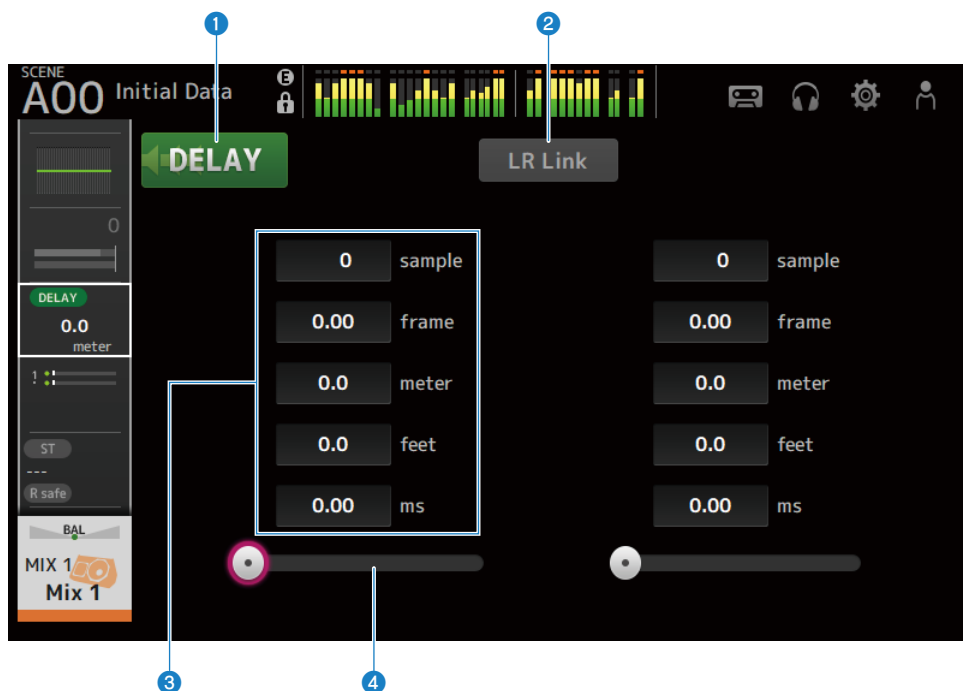 1
2
SCENE
A00 Initial Data
E
DELAY
LR Link
0
DELAY
0.0
meter
!
ST
---
R safe
BAL
MIX 1
Mix 1
0 sample
0.00 frame
0.0 meter
0.0 feet
0.00 ms
0 sample
0.00 frame
0.0 meter
0.0 feet
0.00 ms
3
4